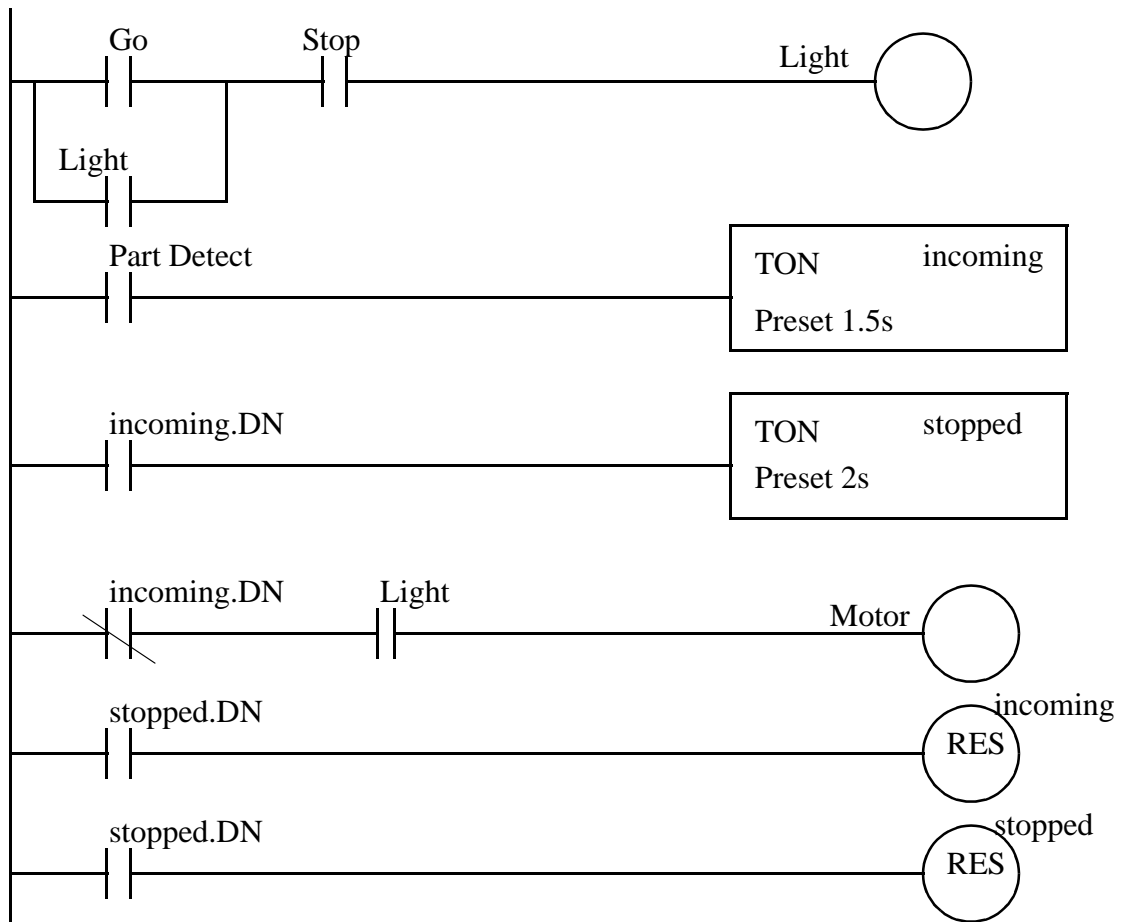 Go
Stop
Light
Light
Part Detect
TON
incoming
Preset 1.5s
incoming.DN
TON
stopped
Preset 2s
incoming.DN
Light
Motor
stopped.DN
incoming
RES
stopped.DN
stopped
RES